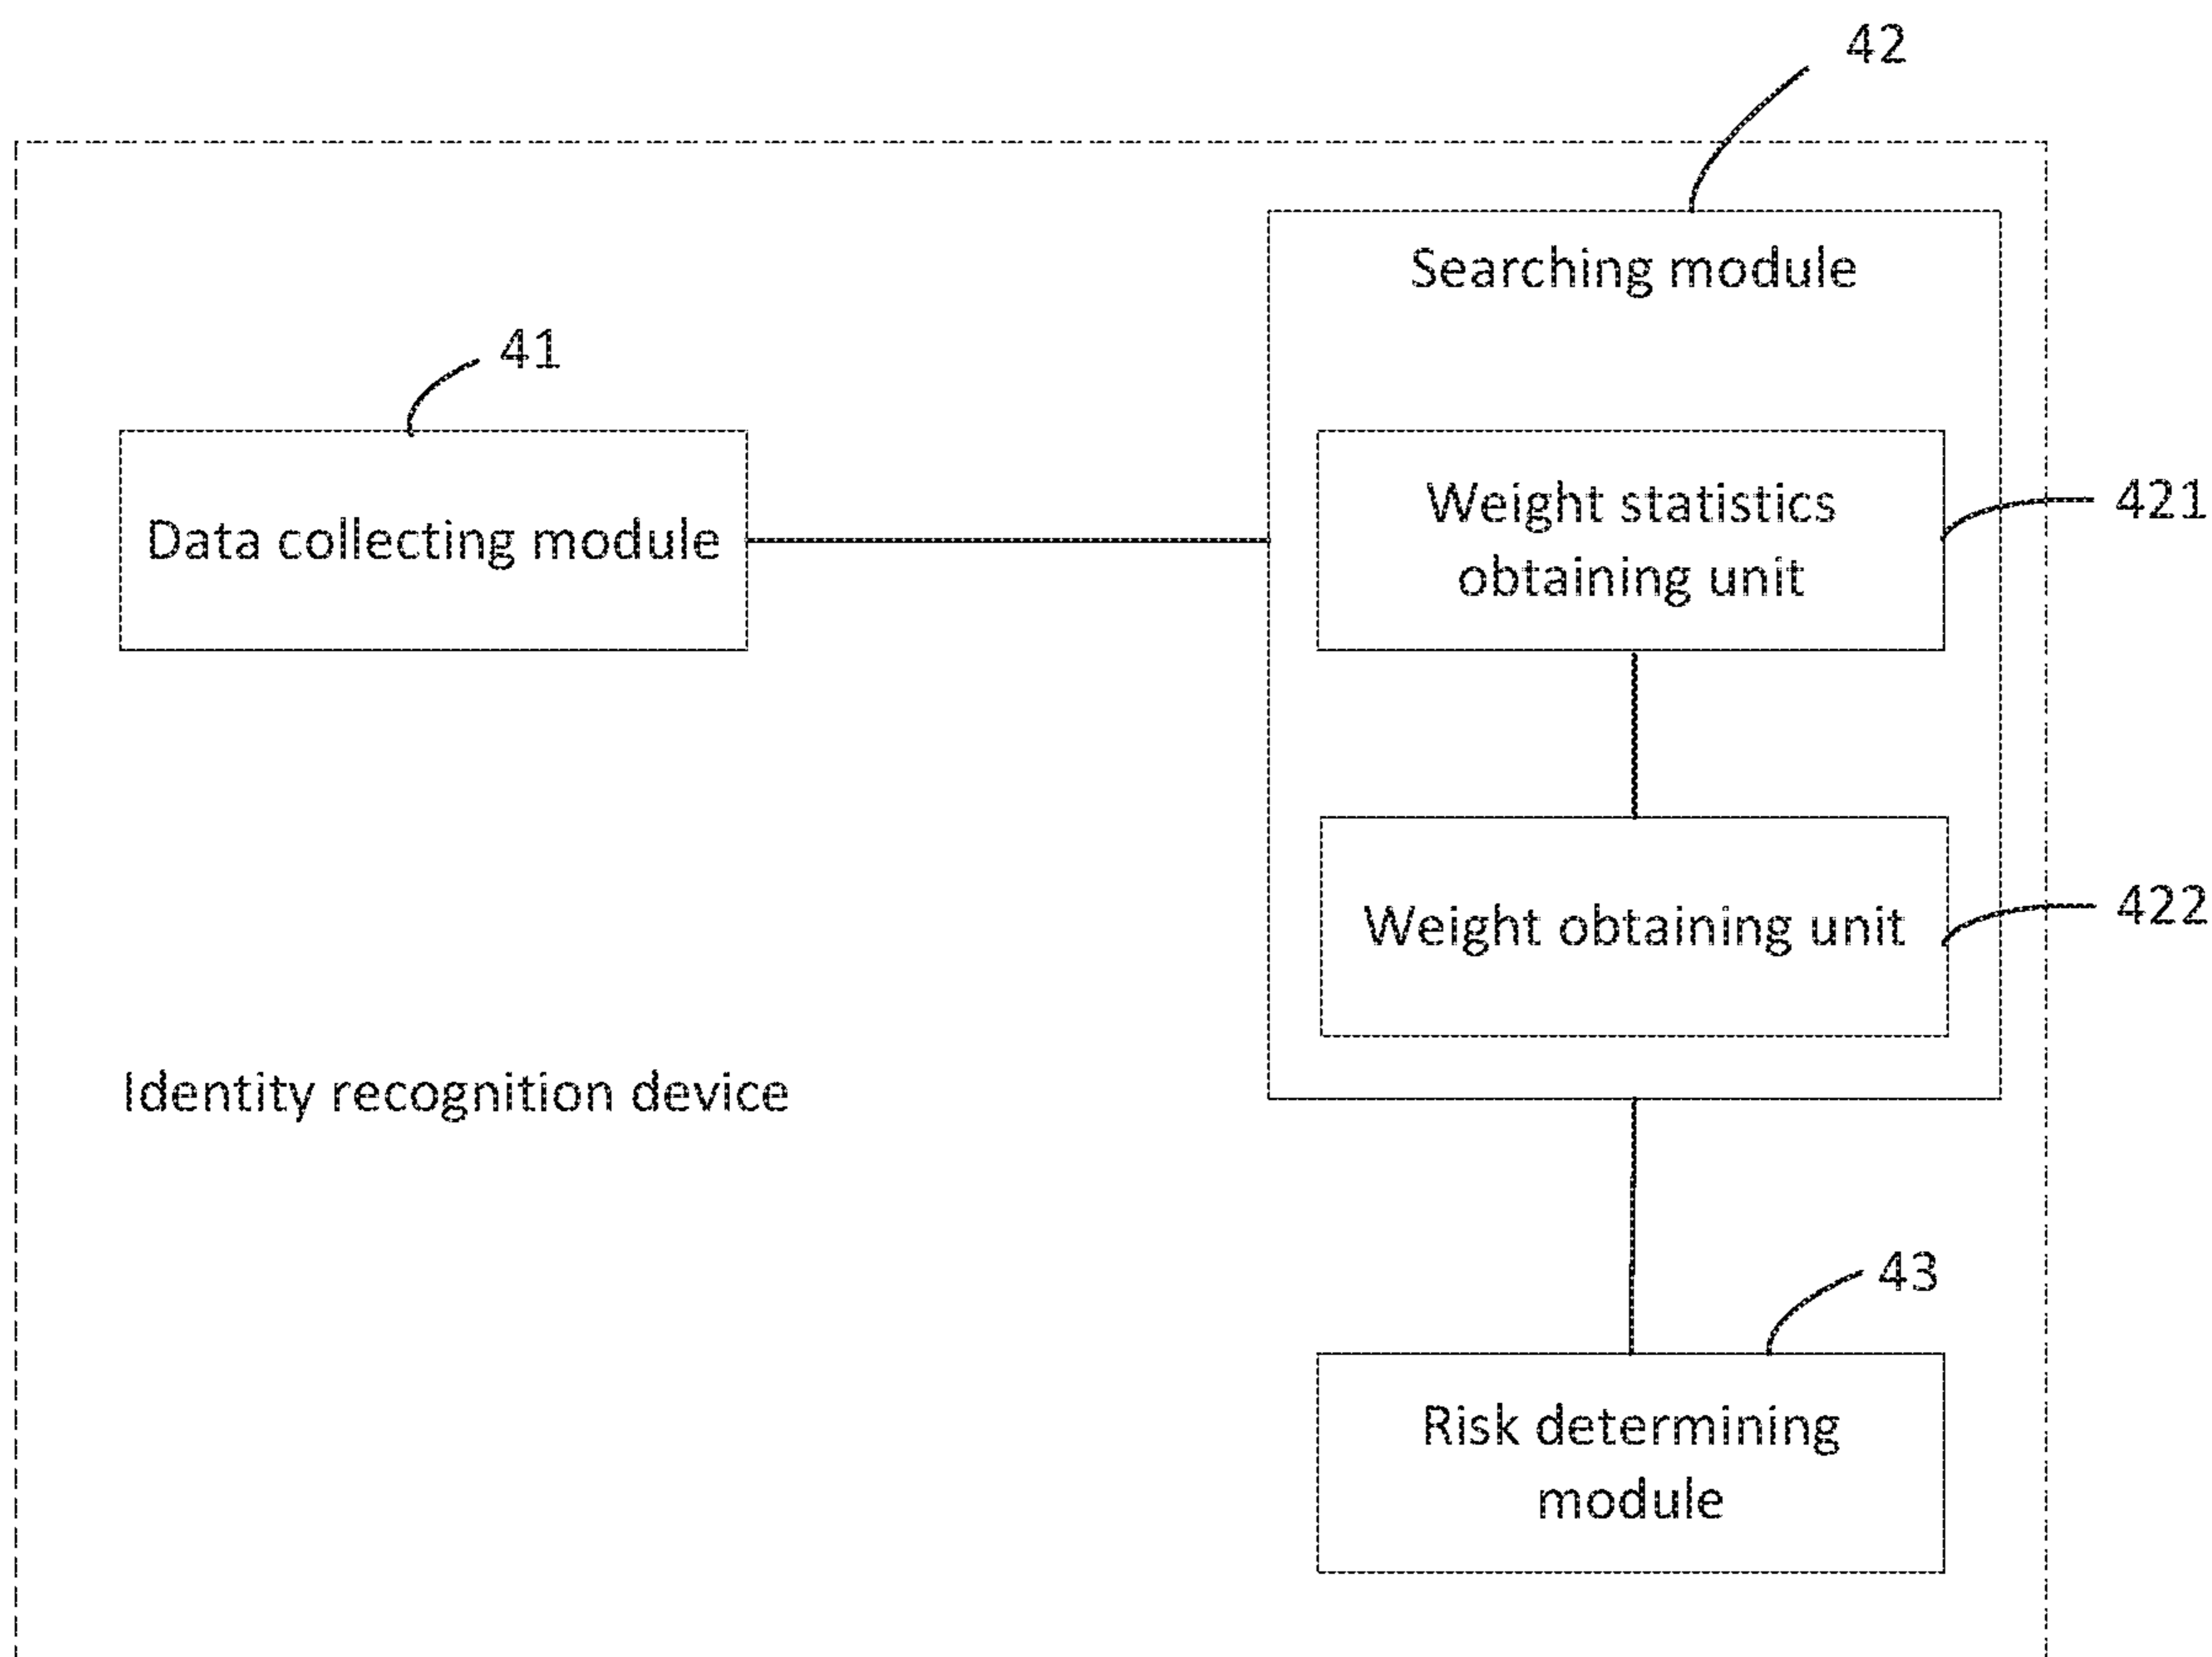 42
Searching module
41
Data collecting module
Weight statistics
obtaining unit
421
Weight obtaining unit
422
Identity recognition device
43
Risk determining
module